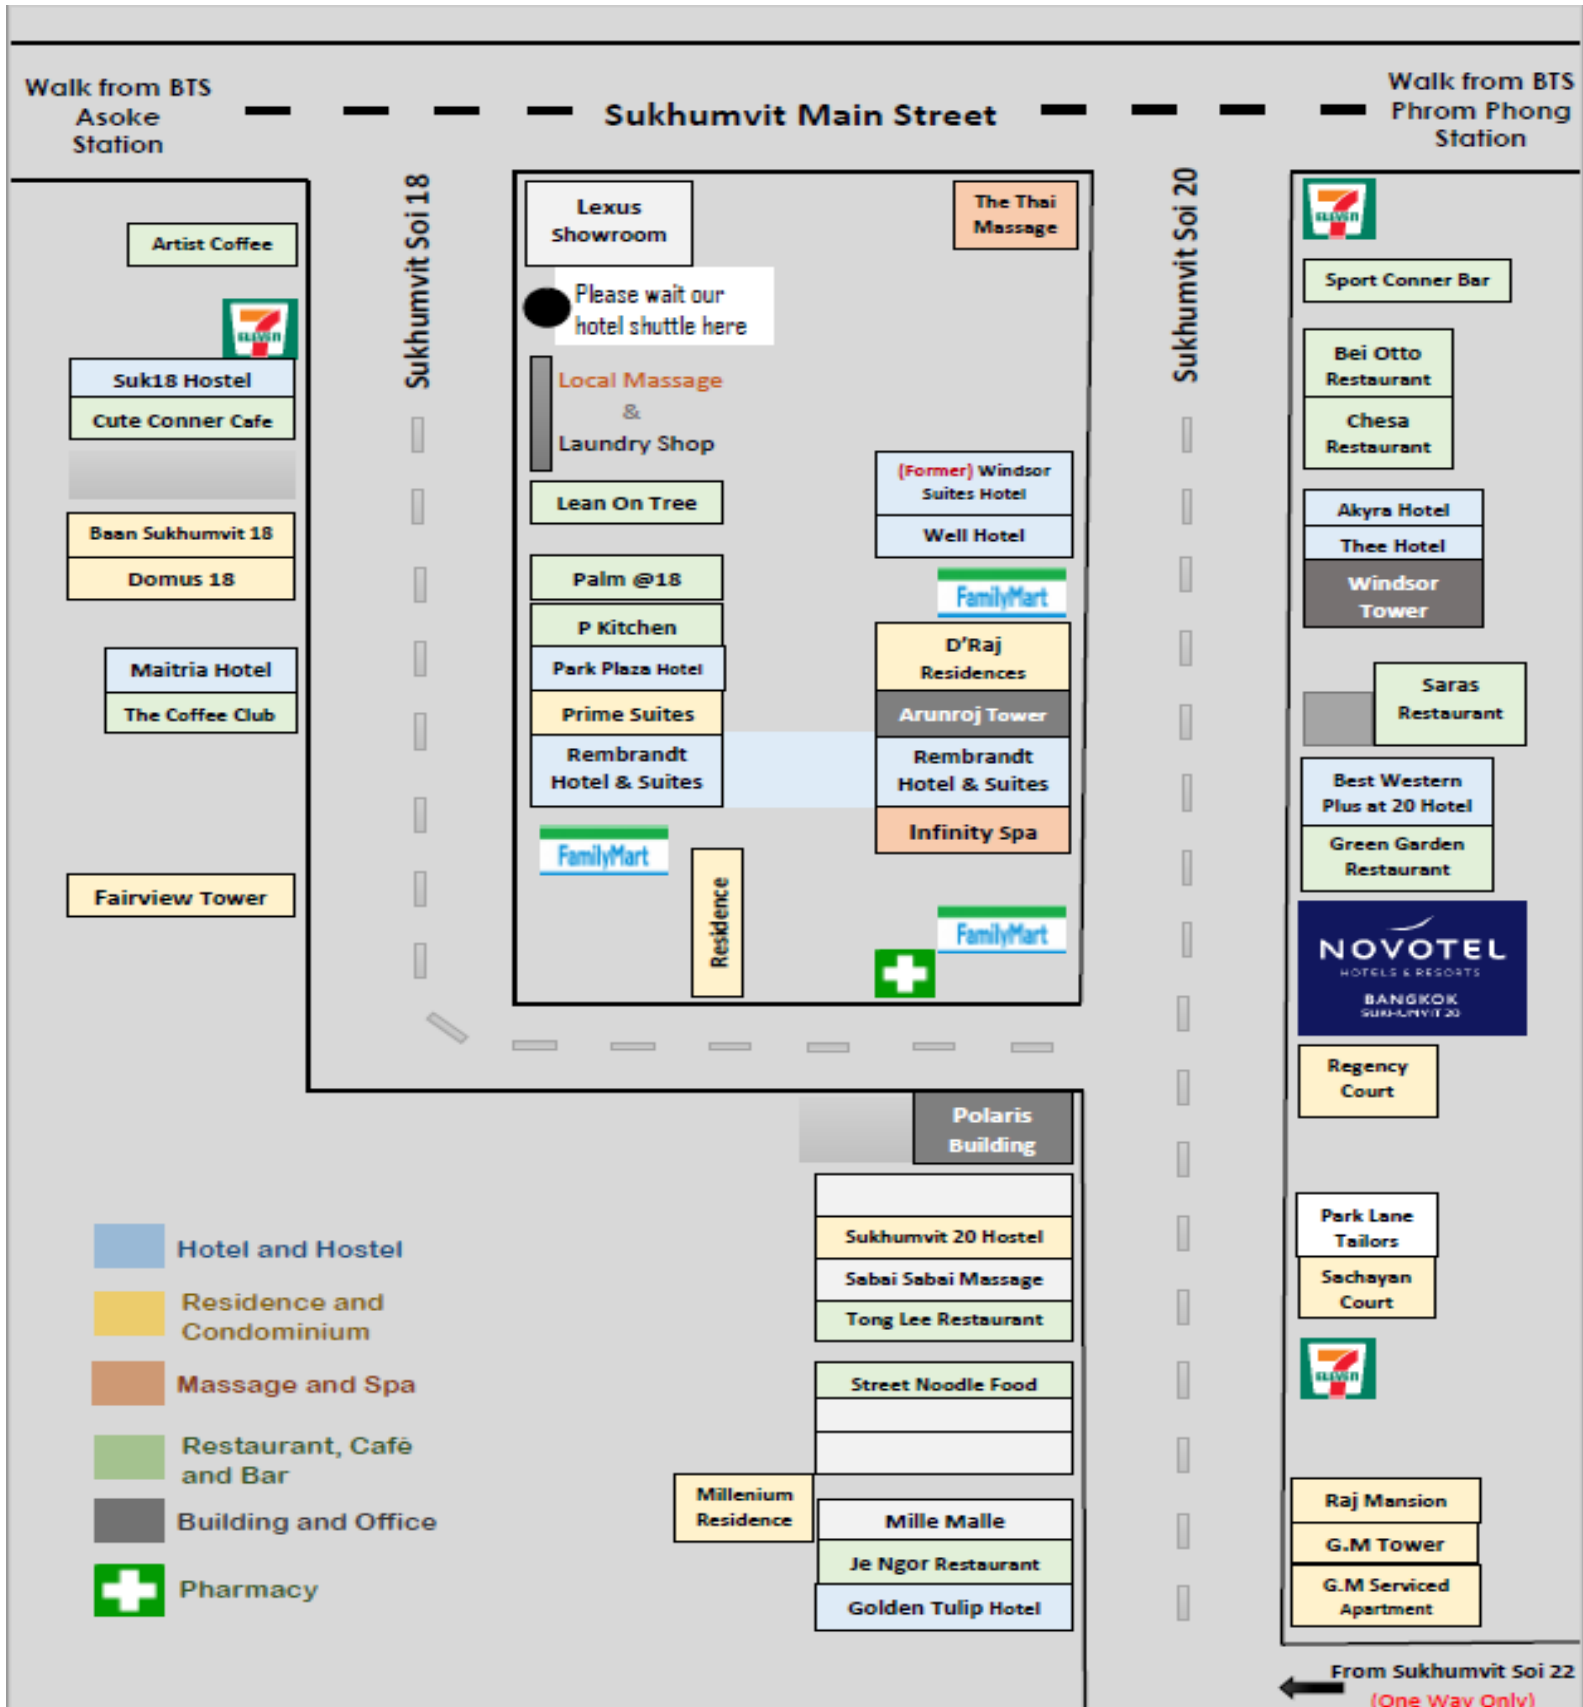 Walk from BTS
Asoke
Station
Sukhumvit Main Street
Walk from BTS
Phrom Phong
Station
Sukhumvit Soi 18
Sukhumvit Soi 20
Artist Coffee
7
ELEVEN
Suk18 Hostel
Cute Conner Cafe
Baan Sukhumvit 18
Domus 18
Maitria Hotel
The Coffee Club
Fairview Tower
Lexus
Showroom
Please wait our
hotel shuttle here
Local Massage
&
Laundry Shop
Lean On Tree
Palm @18
P Kitchen
Park Plaza Hotel
Prime Suites
Rembrandt
Hotel & Suites
FamilyMart
Residence
The Thai
Massage
(Former) Windsor
Suites Hotel
Well Hotel
FamilyMart
D'Raj
Residences
Arunroj Tower
Rembrandt
Hotel & Suites
Infinity Spa
FamilyMart
7
ELEVEN
Sport Conner Bar
Bei Otto
Restaurant
Chesa
Restaurant
Akyra Hotel
Thee Hotel
Windsor
Tower
Saras
Restaurant
Best Western
Plus at 20 Hotel
Green Garden
Restaurant
NOVOTEL
HOTELS & RESORTS
BANGKOK
SUKHUMVIT 20
Regency
Court
Park Lane
Tailors
Sachayan
Court
7
ELEVEN
Raj Mansion
G.M Tower
G.M Serviced
Apartment
From Sukhumvit Soi 22
(One Way Only)
Polaris
Building
Sukhumvit 20 Hostel
Sabai Sabai Massage
Tong Lee Restaurant
Street Noodle Food
Millenium
Residence
Mille Malle
Je Ngor Restaurant
Golden Tulip Hotel
Hotel and Hostel
Residence and
Condominium
Massage and Spa
Restaurant, Café
and Bar
Building and Office
Pharmacy